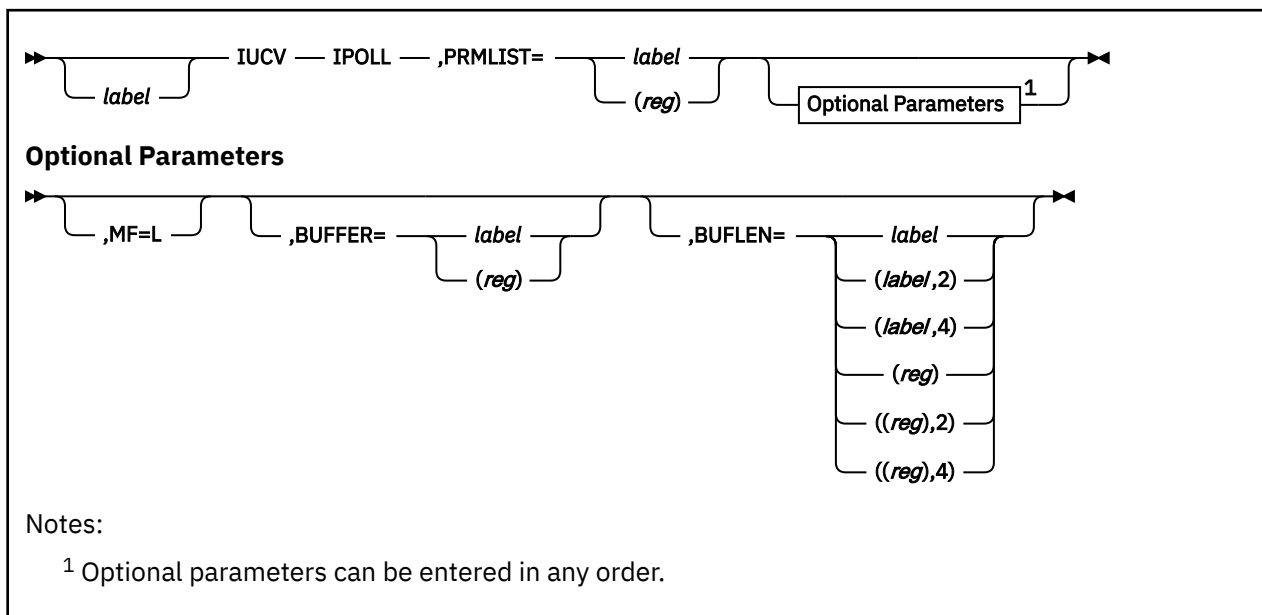 IUCV IPOLL ,PRMLIST= label 1
label (reg) Optional Parameters
Optional Parameters
,MF=L ,BUFFER= label ,BUFLEN= label
(reg) (label,2)
(label,4)
(reg)
((reg),2)
((reg),4)
Notes:
1 Optional parameters can be entered in any order.